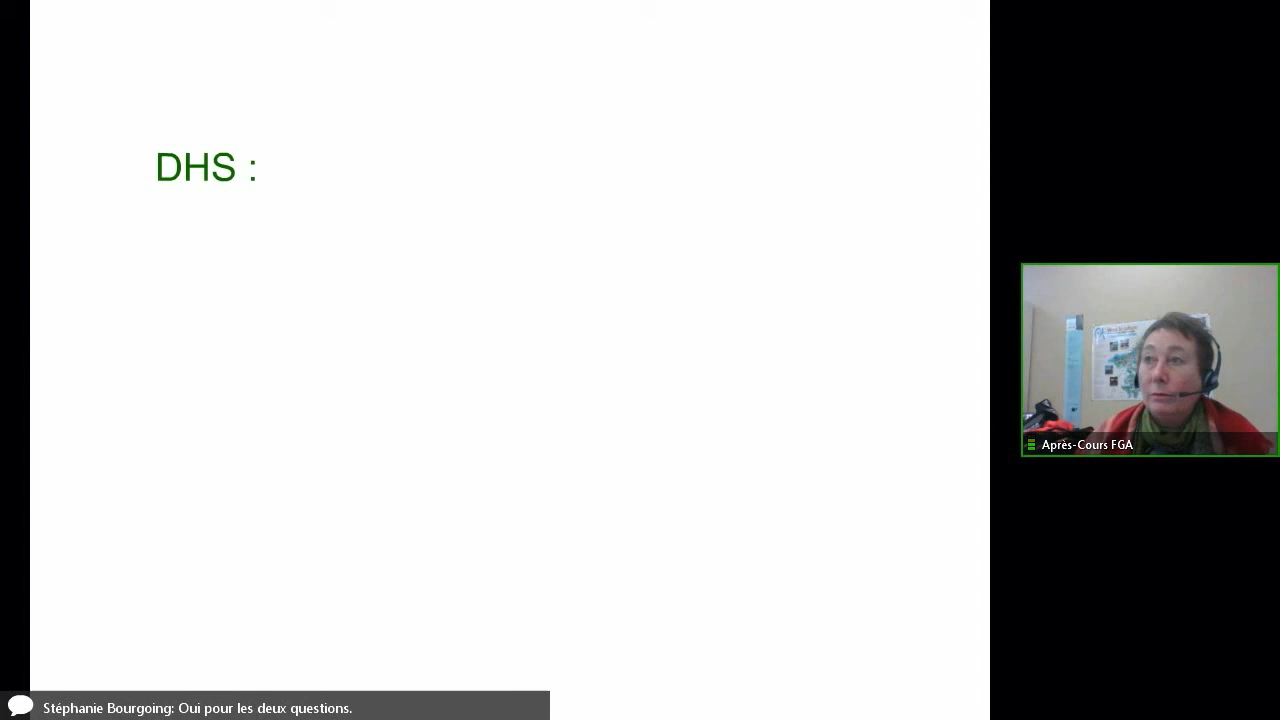 DHS :
Après-Cours FGA
Stéphanie Bourgoing: Oui pour les deux questions.